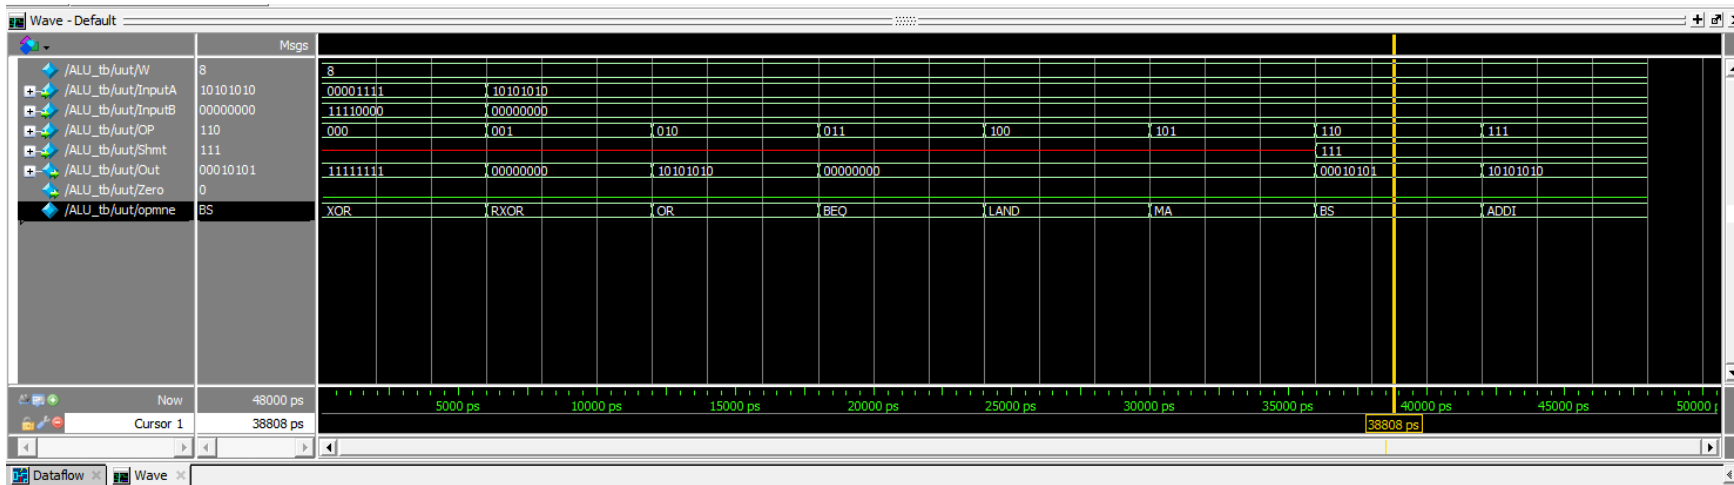 Wave - Default
Msgs
/ALU_tb/uut/W 8 8
/ALU_tb/uut/InputA 10101010 00001111 10101010
/ALU_tb/uut/InputB 00000000 11110000 00000000
/ALU_tb/uut/OP 110 000 001 010 011 100 101 110 111
/ALU_tb/uut/Shmt 111 111
/ALU_tb/uut/Out 00010101 11111111 00000000 10101010 00000000 00010101 10101010
/ALU_tb/uut/Zero 0
/ALU_tb/uut/opmne BS XOR RXOR OR BEQ LAND MA BS ADDI
Now 48000 ps 5000 ps 10000 ps 15000 ps 20000 ps 25000 ps 30000 ps 35000 ps 40000 ps 45000 ps 50000
Cursor 1 38808 ps 38808 ps
Dataflow Wave